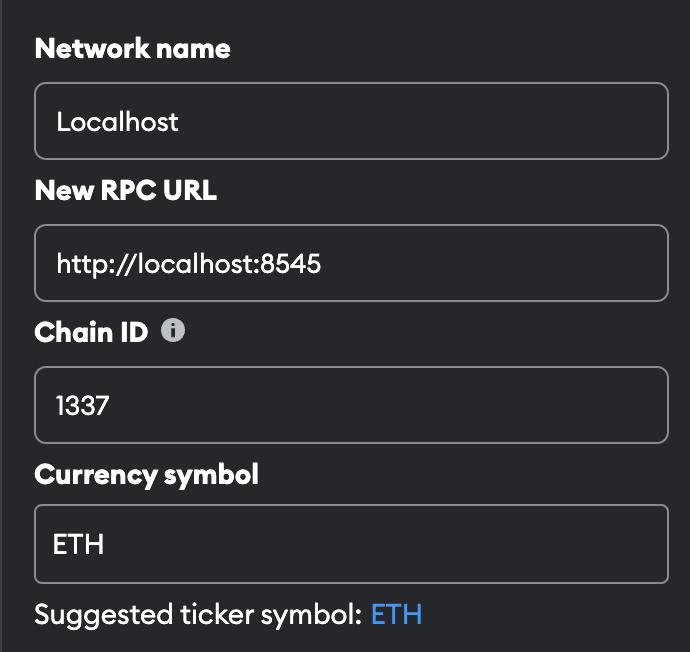 Network name
Localhost
New RPC URL
http://localhost:8545
Chain ID
1337
Currency symbol
ETH
Suggested ticker symbol: ETH